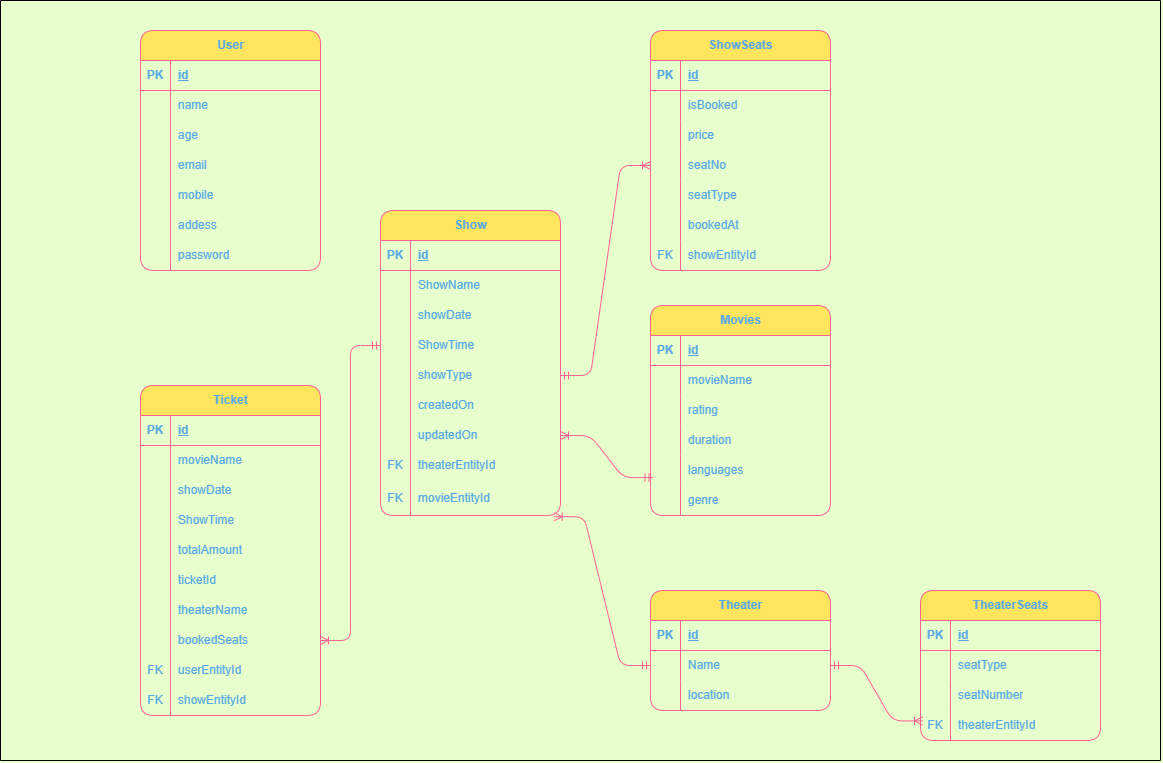 User
PK id
name
age
email
mobile
addess
password
ShowSeats
PK id
isBooked
price
seatNo
seatType
bookedAt
FK showEntityId
Show
PK id
ShowName
showDate
ShowTime
showType
createdOn
updatedOn
FK theaterEntityId
FK movieEntityId
Movies
PK id
movieName
rating
duration
languages
genre
Ticket
PK id
movieName
showDate
ShowTime
totalAmount
ticketId
theaterName
bookedSeats
FK userEntityId
FK showEntityId
Theater
PK id
Name
location
TheaterSeats
PK id
seatType
seatNumber
FK theaterEntityId